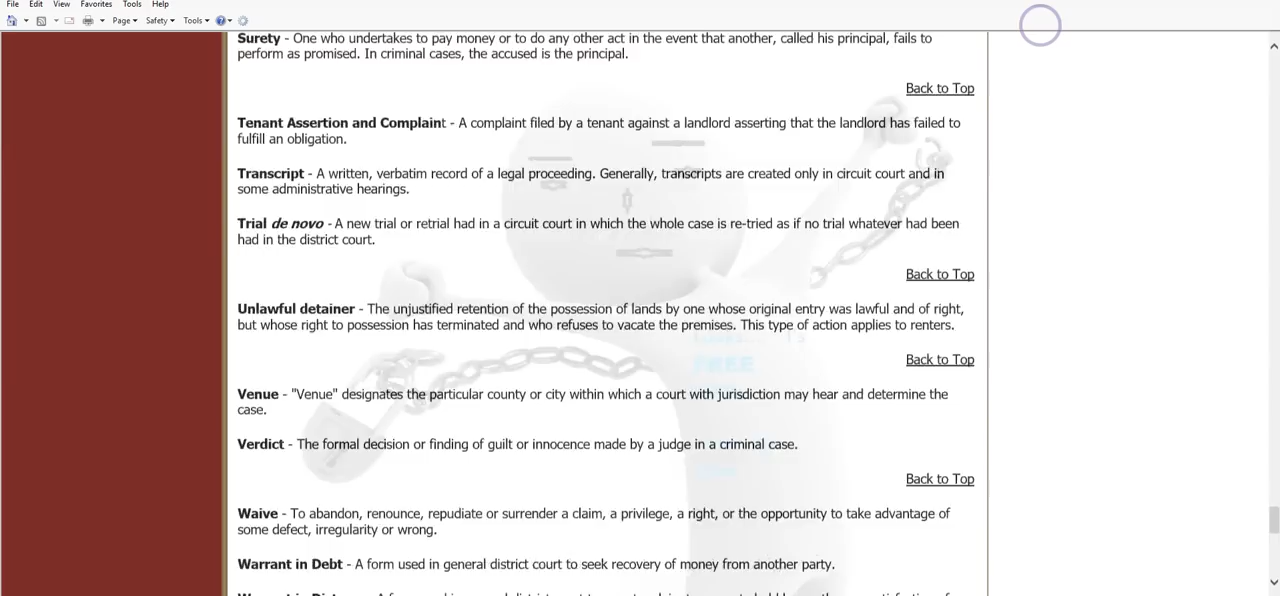 File Edit View Favorites Tools Help
Page Safety Tools
Surety - One who undertakes to pay money or to do any other act in the event that another, called his principal, fails to
perform as promised. In criminal cases, the accused is the principal.
Back to Top
Tenant Assertion and Complaint - A complaint filed by a tenant against a landlord asserting that the landlord has failed to
fulfill an obligation.
Transcript - A written, verbatim record of a legal proceeding. Generally, transcripts are created only in circuit court and in
some administrative hearings.
Trial de novo - A new trial or retrial had in a circuit court in which the whole case is re-tried as if no trial whatever had been
had in the district court.
Back to Top
Unlawful detainer - The unjustified retention of the possession of lands by one whose original entry was lawful and of right,
but whose right to possession has terminated and who refuses to vacate the premises. This type of action applies to renters.
FREE
Back to Top
Venue - "Venue" designates the particular county or city within which a court with jurisdiction may hear and determine the
case.
Verdict - The formal decision or finding of guilt or innocence made by a judge in a criminal case.
Back to Top
Waive - To abandon, renounce, repudiate or surrender a claim, a privilege, a right, or the opportunity to take advantage of
some defect, irregularity or wrong.
Warrant in Debt - A form used in general district court to seek recovery of money from another party.